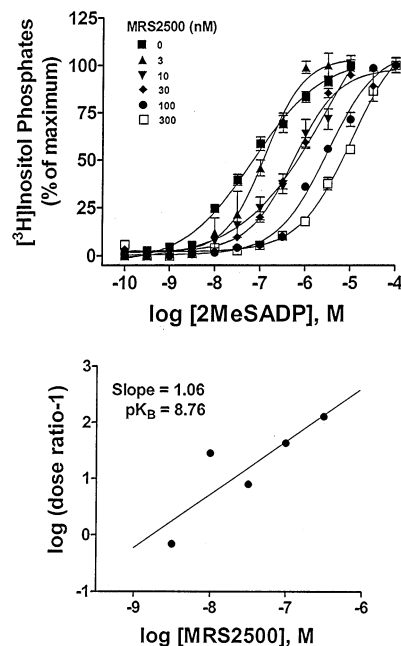 MRS2500 (nM)
0
3
10
30
100
300
125
100
75
50
25
0
[³H]Inositol Phosphates
(% of maximum)
-10 -9 -8 -7 -6 -5 -4
log [2MeSADP], M
Slope = 1.06
pKB = 8.76
3
2
1
0
-1
log (dose ratio-1)
-9 -8 -7 -6
log [MRS2500], M